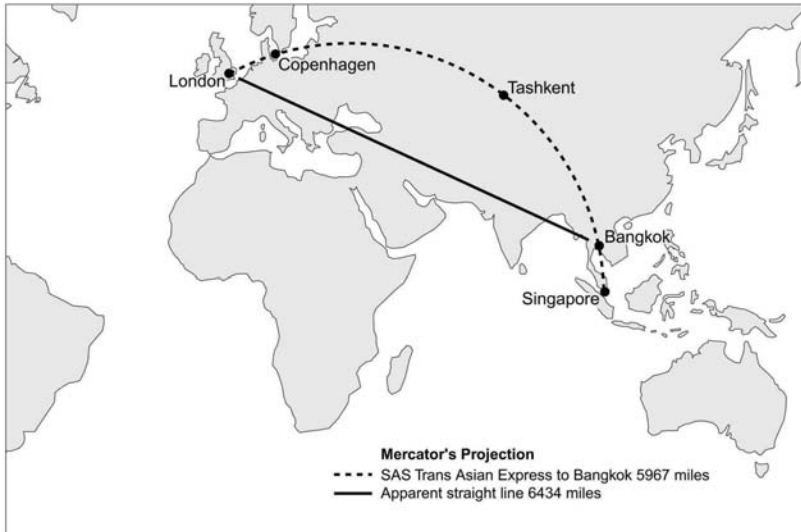 London
Copenhagen
Tashkent
Bangkok
Singapore
Mercator's Projection
SAS Trans Asian Express to Bangkok 5967 miles
Apparent straight line 6434 miles